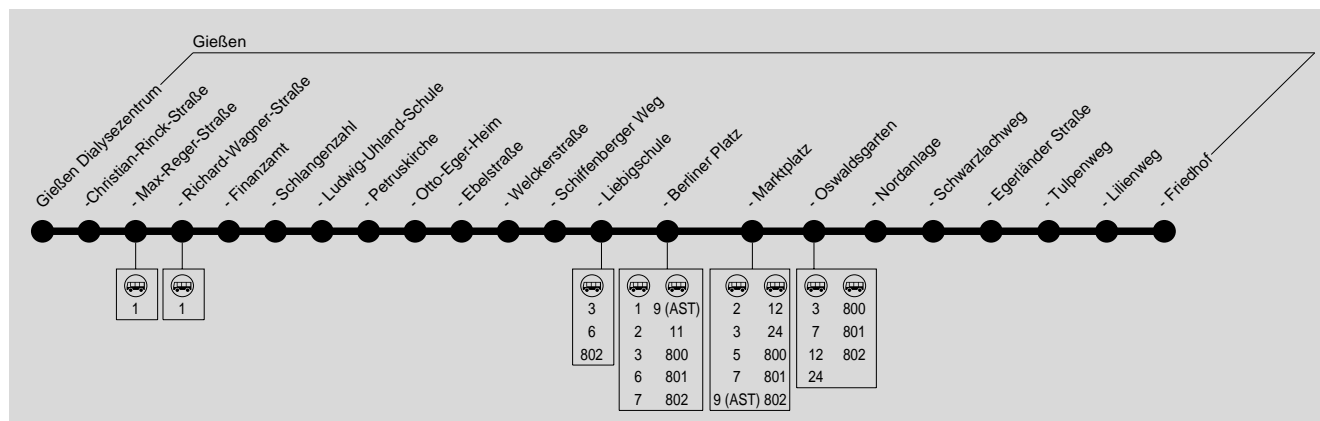 Gießen
Gießen Dialysezentrum
-Christian-Rinck-Straße
- Max-Reger-Straße
- Richard-Wagner-Straße
- Finanzamt
- Schlangenzahl
- Ludwig-Uhland-Schule
- Petruskirche
- Otto-Eger-Heim
- Ebelstraße
- Welckerstraße
- Schiffenberger Weg
- Liebigschule
- Berliner Platz
- Marktplatz
- Oswaldsgarten
- Nordanlage
- Schwarzlachweg
- Egerländer Straße
- Tulpenweg
- Lilienweg
- Friedhof
1
1
3
6
802
1 9 (AST)
2 11
3 800
6 801
7 802
2 12
3 24
5 800
7 801
9 (AST) 802
3 800
7 801
12 802
24